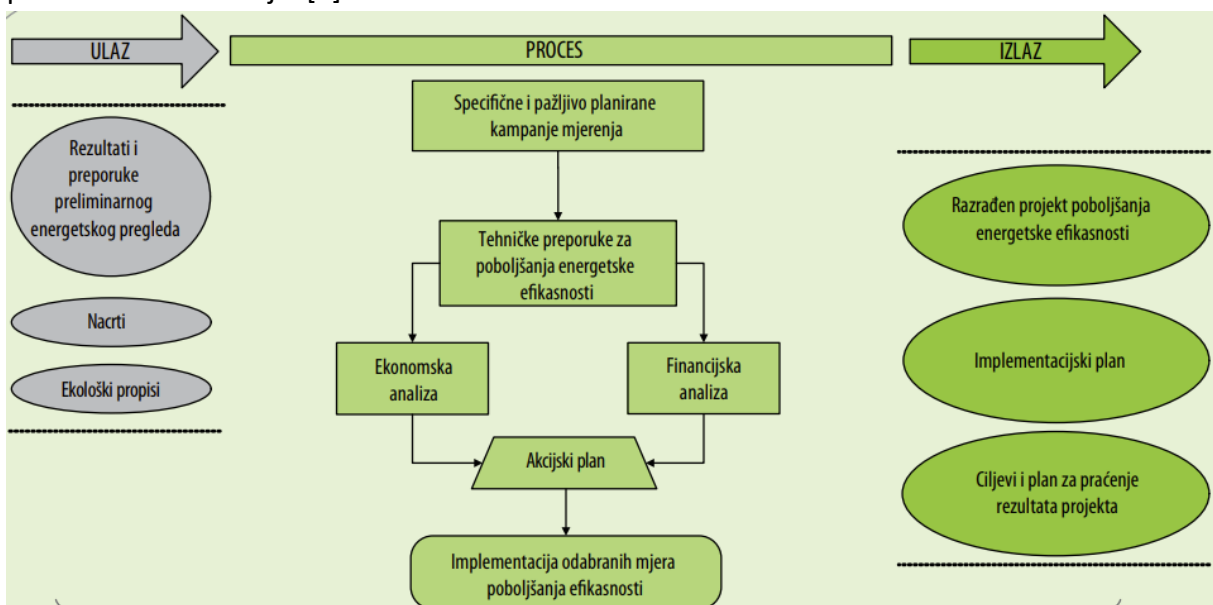 ULAZ
PROCES
IZLAZ
Rezultati i
preporuke
preliminarnog
energetskog pregleda
Nacrti
Ekološki propisi
Specifične i pažljivo planirane
kampanje mjerenja
Tehničke preporuke za
poboljšanja energetske
efikasnosti
Ekonomska
analiza
Financijska
analiza
Akcijski plan
Implementacija odabranih mjera
poboljšanja efikasnosti
Razrađen projekt poboljšanja
energetske efikasnosti
Implementacijski plan
Ciljevi i plan za praćenje
rezultata projekta